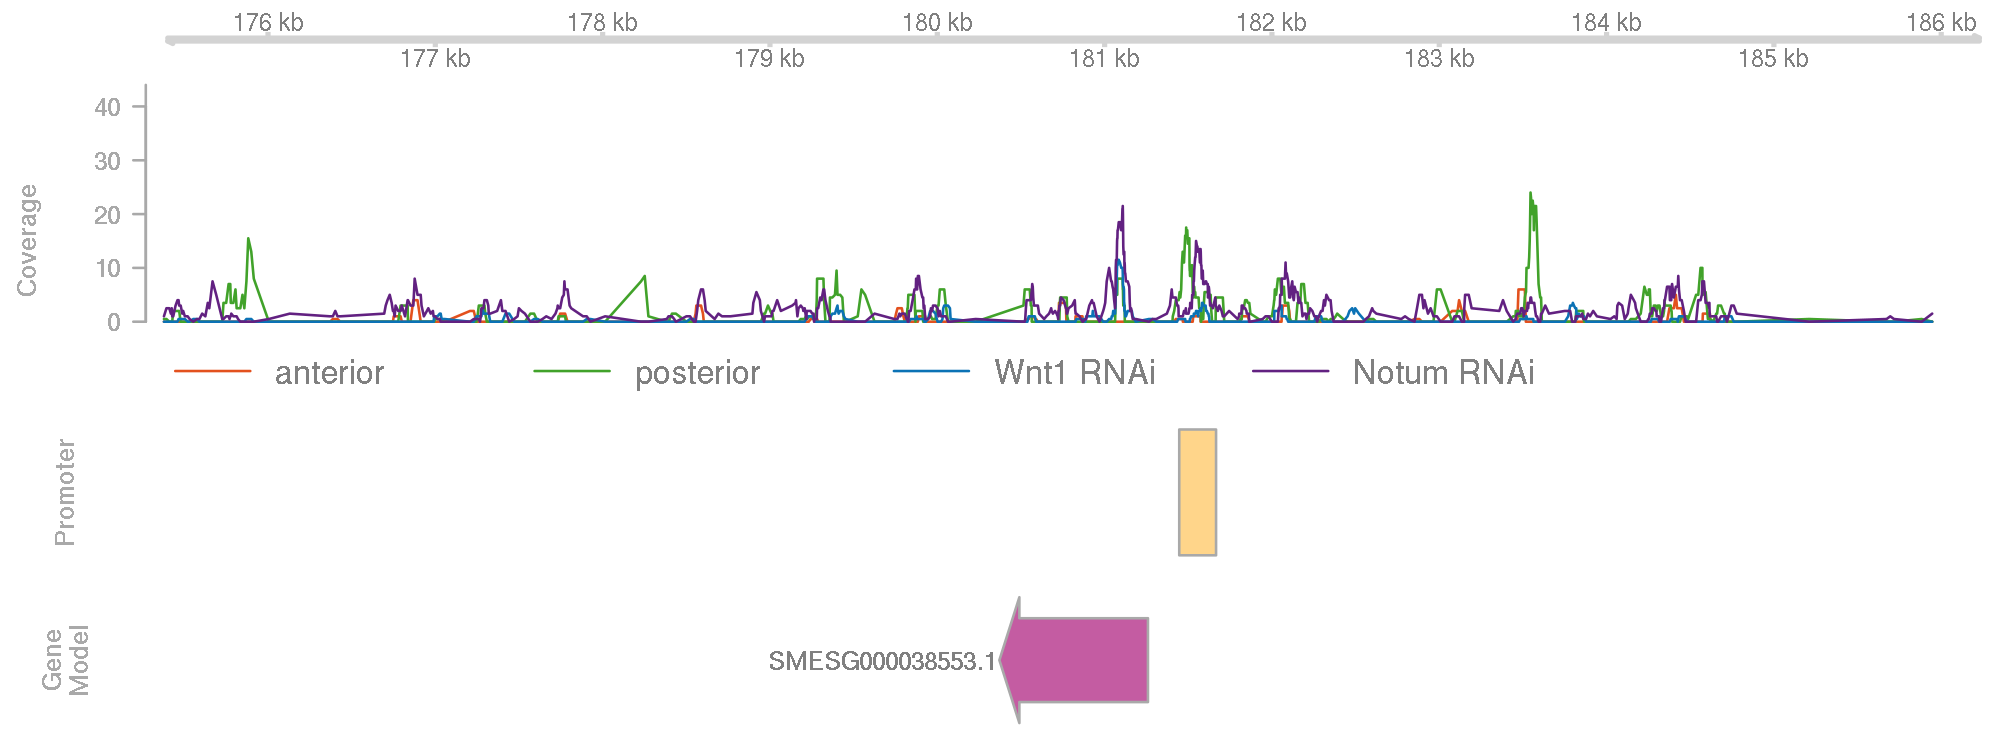 176 kb 178 kb 180 kb 182 kb 184 kb 186 kb
177 kb 179 kb 181 kb 183 kb 185 kb
Coverage
40
30
20
10
0
anterior posterior Wnt1 RNAi Notum RNAi
Promoter
Gene
Model
SMESG000038553.1